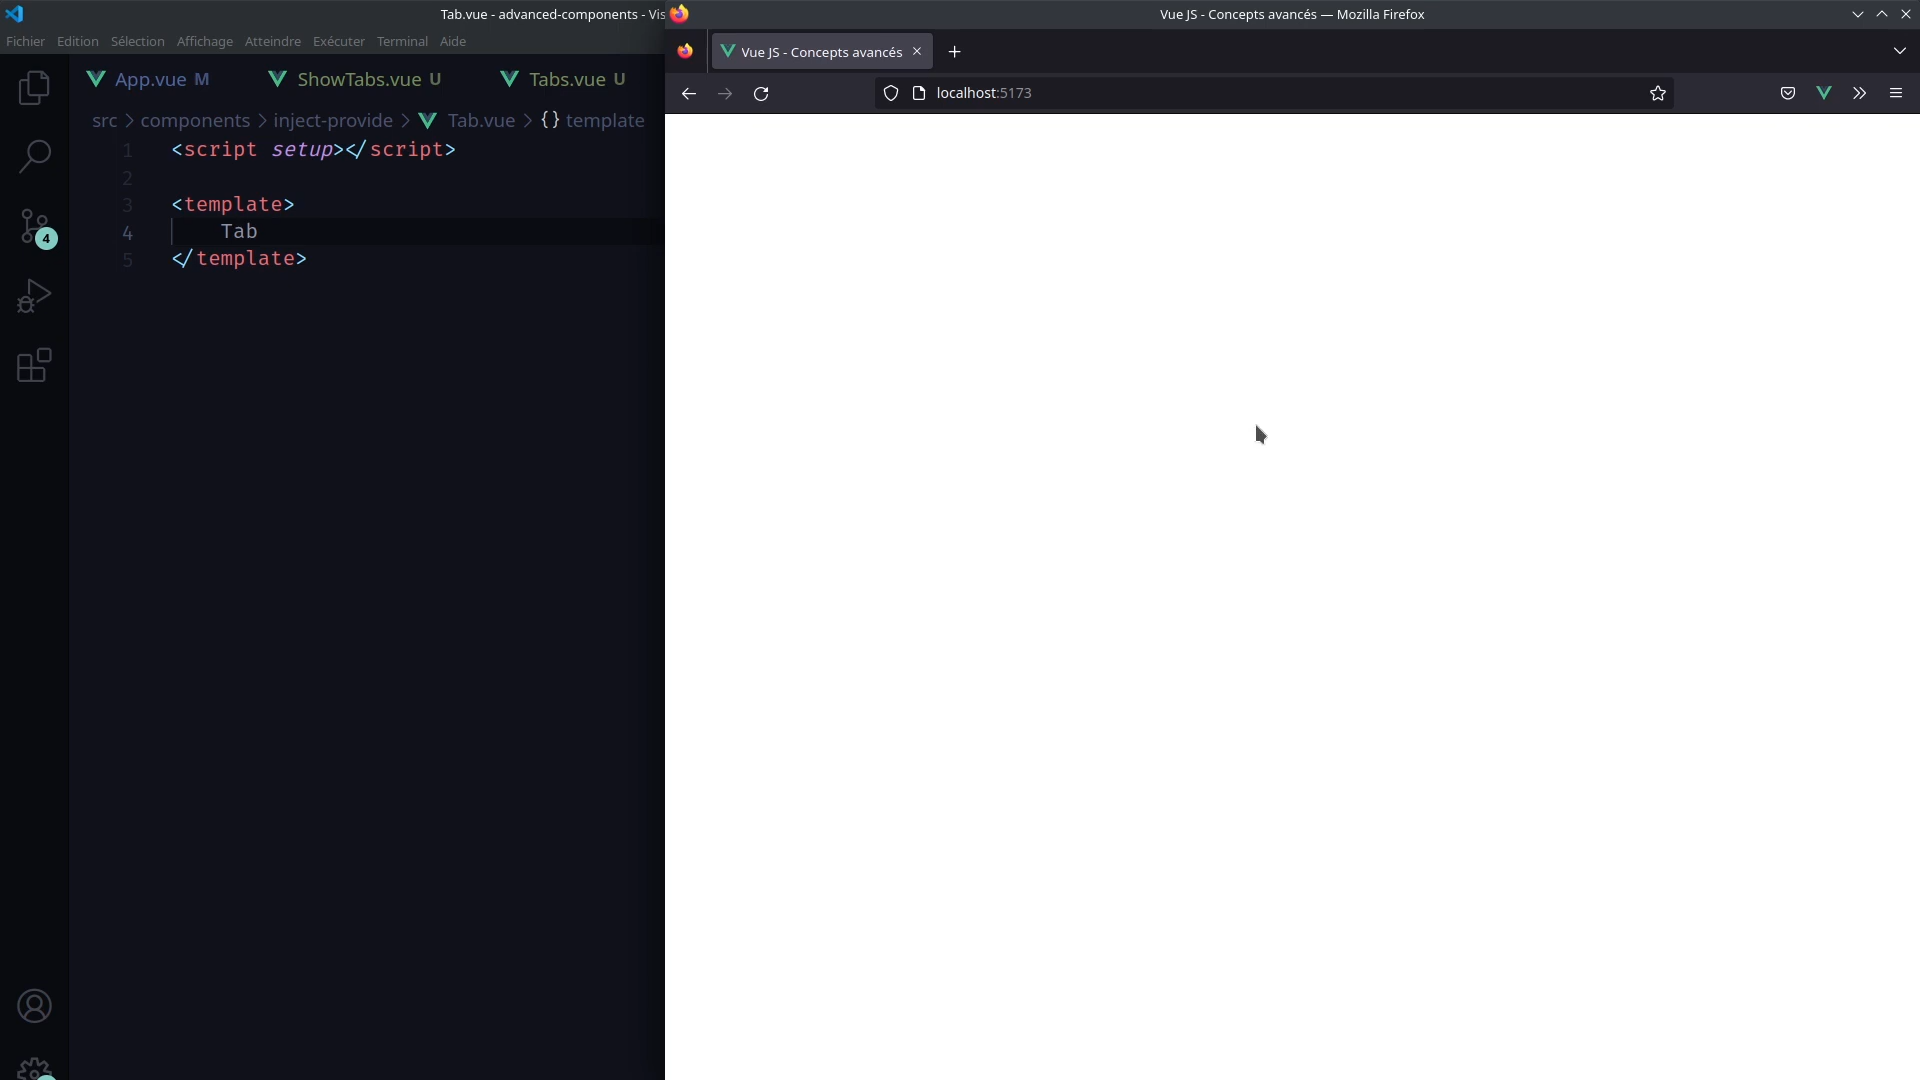 Tab.vue - advanced-components - Vis
Fichier Edition Sélection Affichage Atteindre Exécuter Terminal Aide
App.vue M ShowTabs.vue U Tabs.vue U
src > components > inject-provide > Tab.vue > {} template
1 <script setup></script>
2
3 <template>
4 Tab
5 </template>
4
Vue JS - Concepts avancés — Mozilla Firefox
Vue JS - Concepts avancés
localhost:5173